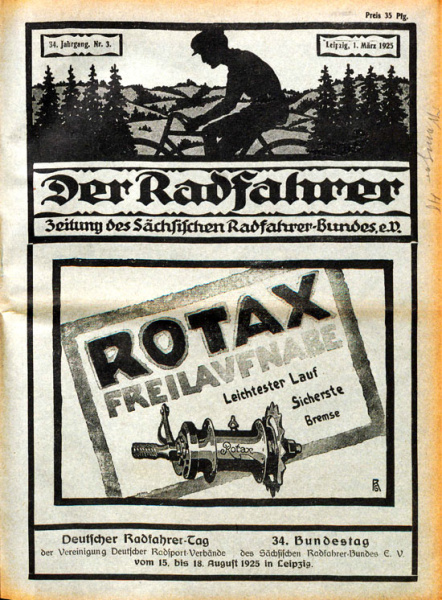 Preis 35 Pfg.
34. Jahrgang. Nr. 5.
Leipzig, 1. März 1925
Der Radfahrer
Zeitung des Sächsischen Radfahrer-Bundes, e.V.
ROTAX
FREILAUFNABE
Leichtester Lauf
Sicherste
Bremse
Rotax
Deutscher Radfahrer-Tag
der Vereinigung Deutscher Radsport-Verbände
34. Bundestag
des Sächsischen Radfahrer-Bundes E. V.
vom 15. bis 18. August 1925 in Leipzig.